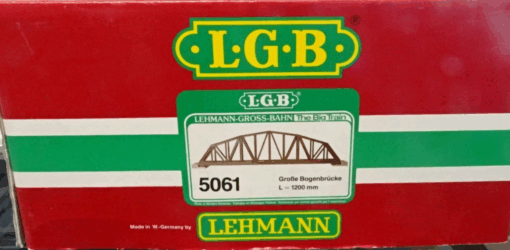 L·G·B®
L·G·B®
LEHMANN-GROSS-BAHN The Big Train
5061
Große Bogenbrücke
L – 1200 mm
Made in W.-Germany by
LEHMANN